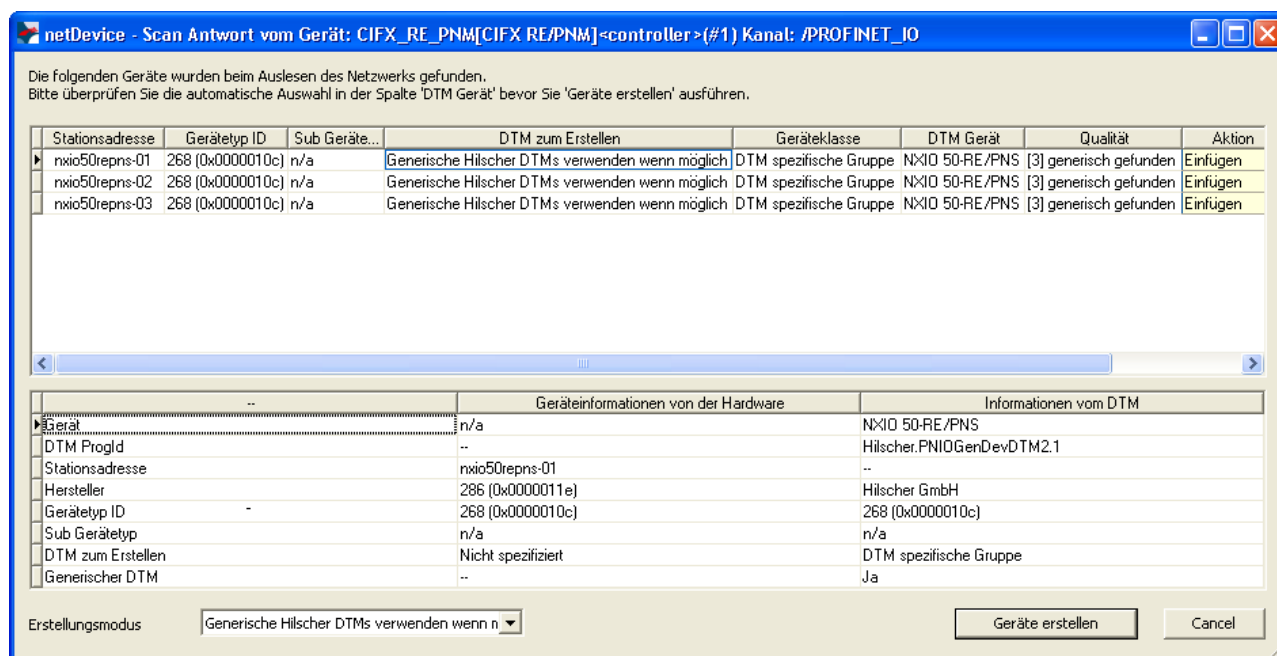 netDevice - Scan Antwort vom Gerät: CIFX_RE_PNM[CIFX RE/PNM]<controller>(#1) Kanal: /PROFINET_IO
Die folgenden Geräte wurden beim Auslesen des Netzwerks gefunden.
Bitte überprüfen Sie die automatische Auswahl in der Spalte 'DTM Gerät' bevor Sie 'Geräte erstellen' ausführen.
Stationsadresse Gerätetyp ID Sub Geräte... DTM zum Erstellen Geräteklasse DTM Gerät Qualität Aktion
nxio50repns-01 268 (0x0000010c) n/a Generische Hilscher DTMs verwenden wenn möglich DTM spezifische Gruppe NXIO 50-RE/PNS [3] generisch gefunden Einfügen
nxio50repns-02 268 (0x0000010c) n/a Generische Hilscher DTMs verwenden wenn möglich DTM spezifische Gruppe NXIO 50-RE/PNS [3] generisch gefunden Einfügen
nxio50repns-03 268 (0x0000010c) n/a Generische Hilscher DTMs verwenden wenn möglich DTM spezifische Gruppe NXIO 50-RE/PNS [3] generisch gefunden Einfügen
-- Geräteinformationen von der Hardware Informationen vom DTM
Gerät n/a NXIO 50-RE/PNS
DTM ProgId -- Hilscher.PNIOGenDevDTM2.1
Stationsadresse nxio50repns-01 --
Hersteller 286 (0x0000011e) Hilscher GmbH
Gerätetyp ID - 268 (0x0000010c) 268 (0x0000010c)
Sub Gerätetyp n/a n/a
DTM zum Erstellen Nicht spezifiziert DTM spezifische Gruppe
Generischer DTM -- Ja
Erstellungsmodus Generische Hilscher DTMs verwenden wenn n Geräte erstellen Cancel